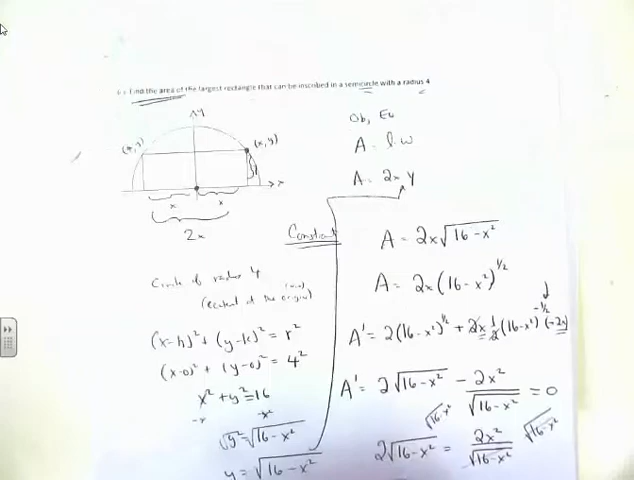 Find the area of the largest rectangle that can be inscribed in a semicircle with a radius 4
y
(x, y)
x
x
x
2x
Ob, Eq
A = l·w
A = 2x y
Constraint
Circle of radius 4
(centered at the origin)
(x-h)² + (y-k)² = r²
(x-0)² + (y-0)² = 4²
x² + y² = 16
-x² -x²
√y² = √16-x²
y = √16-x²
A = 2x√16-x²
A = 2x(16-x²)^1/2
A' = 2(16-x²)^1/2 + 2x 1/2 (16-x²)^-1/2 (-2x)
A' = 2√16-x² - 2x²/√16-x² = 0
√16-x² 2√16-x² = 2x²/√16-x² √16-x²